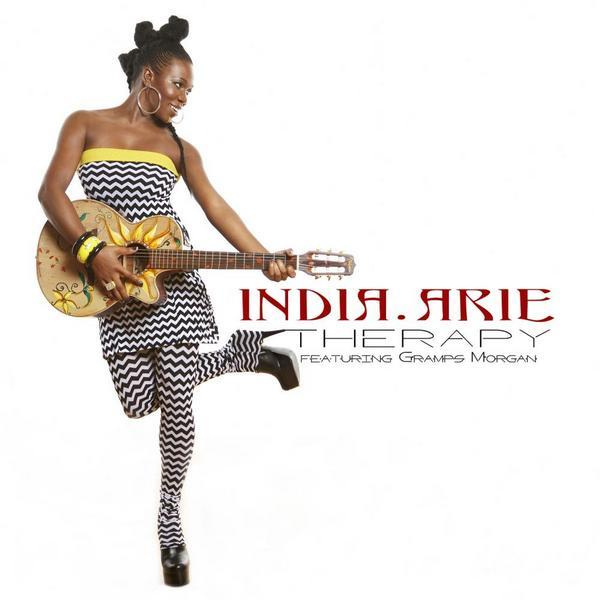 INDIA.ARIE
THERAPY
FEATURING GRAMPS MORGAN